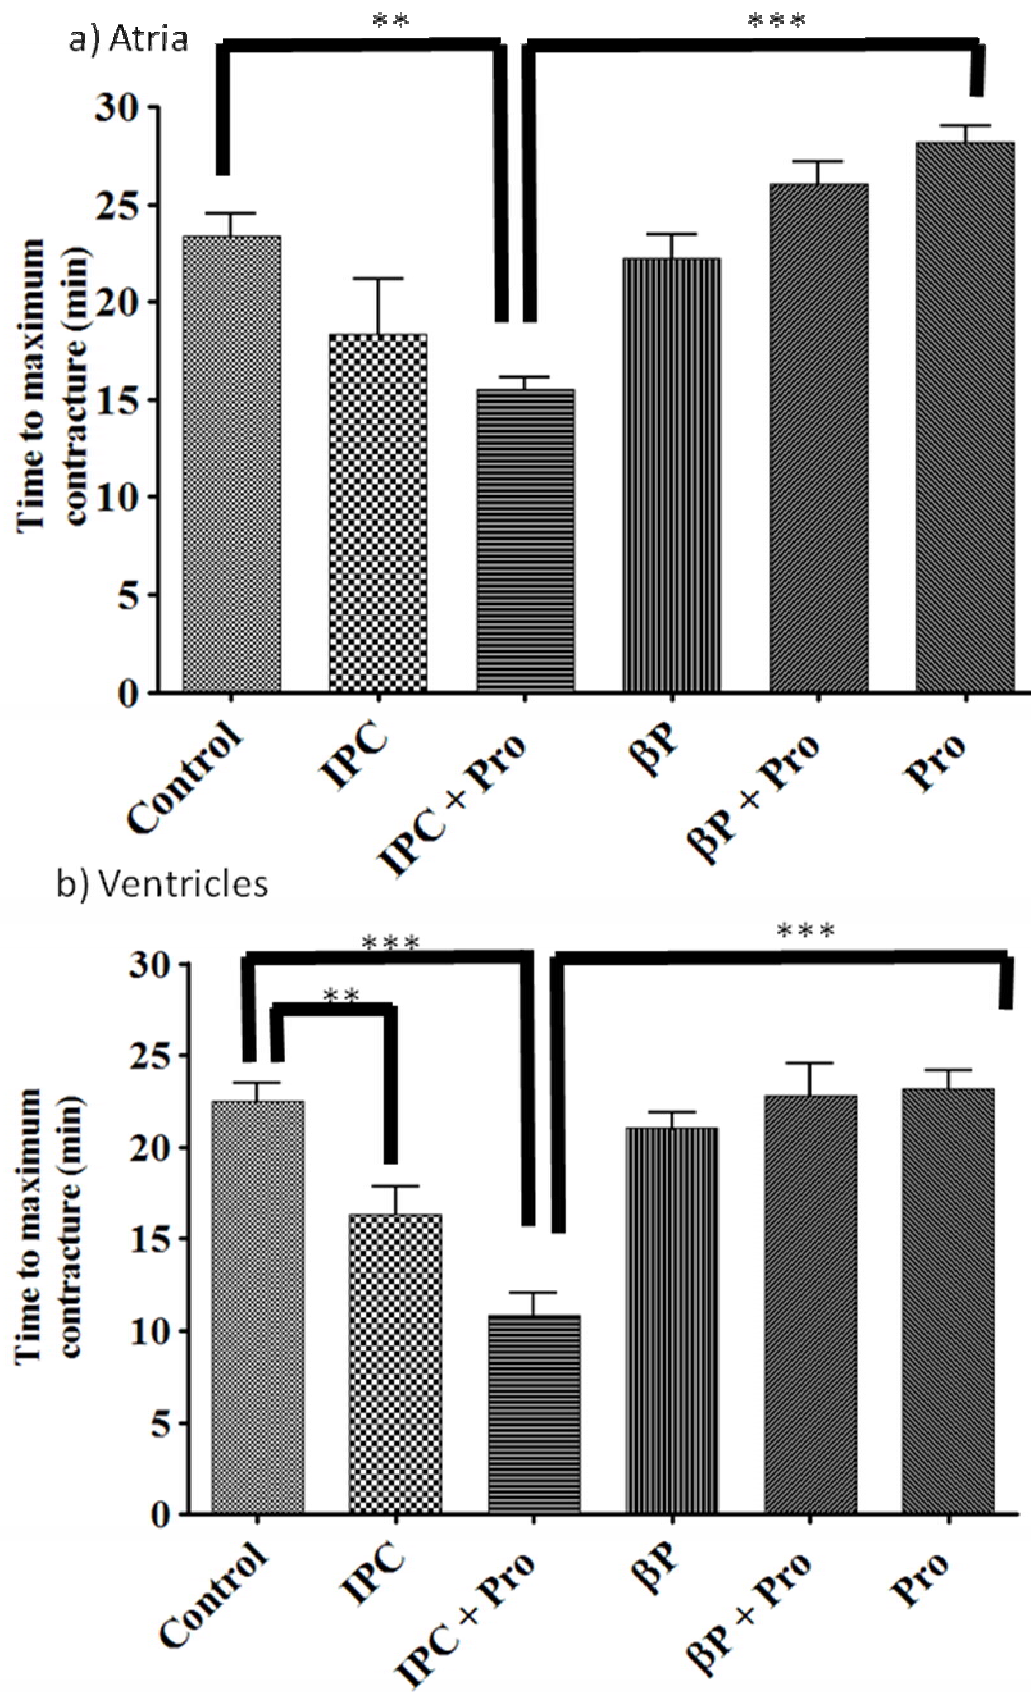 a) Atria
**
***
Time to maximum
contracture (min)
30
25
20
15
10
5
0
Control
IPC
IPC + Pro
βP
βP + Pro
Pro
b) Ventricles
***
**
***
Time to maximum
contracture (min)
30
25
20
15
10
5
0
Control
IPC
IPC + Pro
βP
βP + Pro
Pro